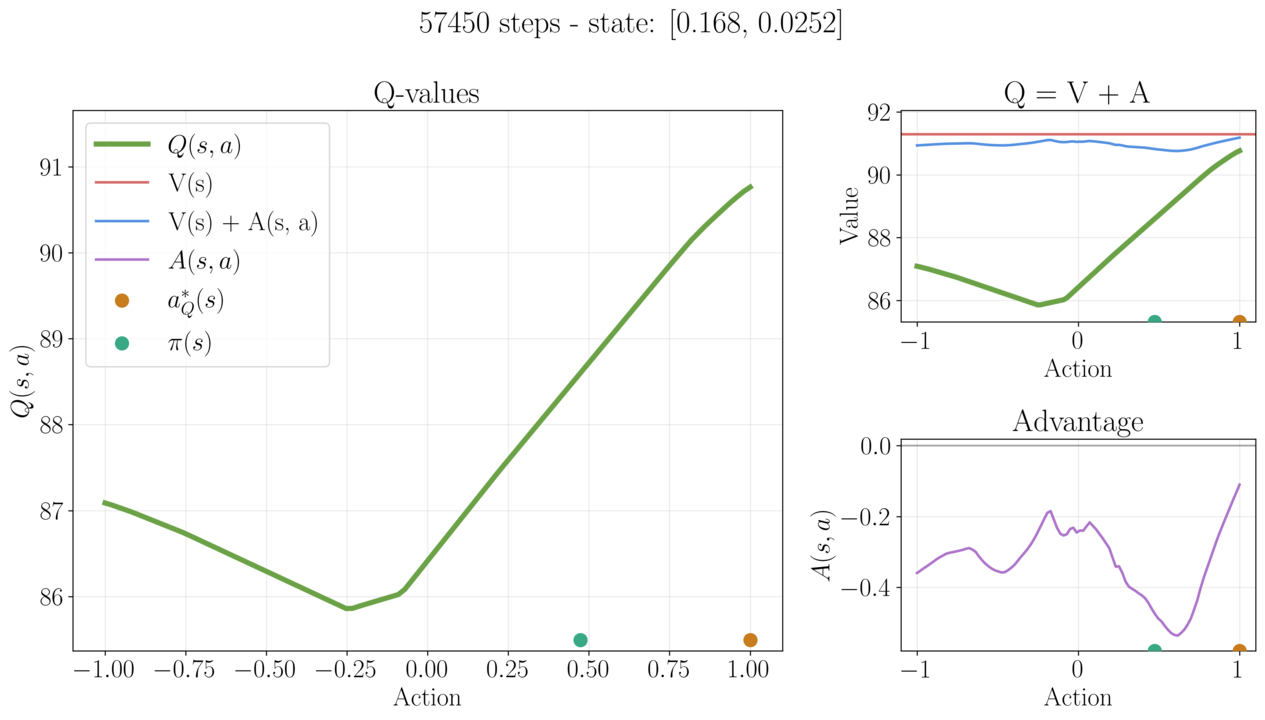 57450 steps - state: [0.168, 0.0252]
Q-values
Q(s, a)
V(s)
V(s) + A(s, a)
A(s, a)
a*_Q(s)
π(s)
91
90
89
88
87
86
Q(s, a)
−1.00 −0.75 −0.50 −0.25 0.00 0.25 0.50 0.75 1.00
Action
Q = V + A
92
90
88
86
Value
−1 0 1
Action
Advantage
0.0
−0.2
−0.4
A(s, a)
−1 0 1
Action